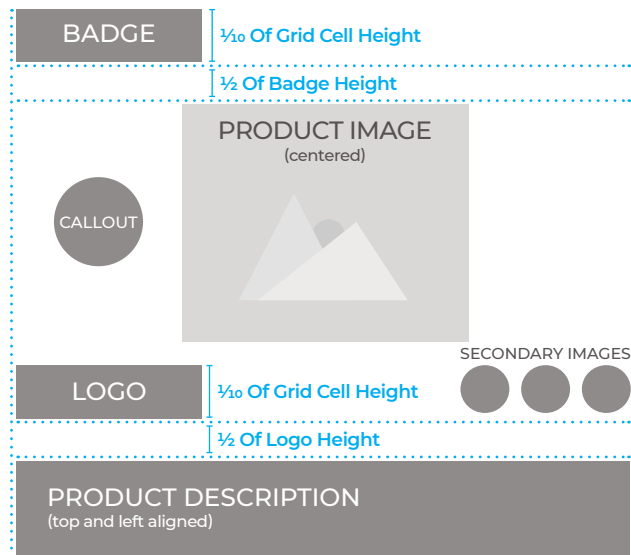 BADGE
⅒ Of Grid Cell Height
½ Of Badge Height
PRODUCT IMAGE
(centered)
CALLOUT
SECONDARY IMAGES
LOGO
⅒ Of Grid Cell Height
½ Of Logo Height
PRODUCT DESCRIPTION
(top and left aligned)